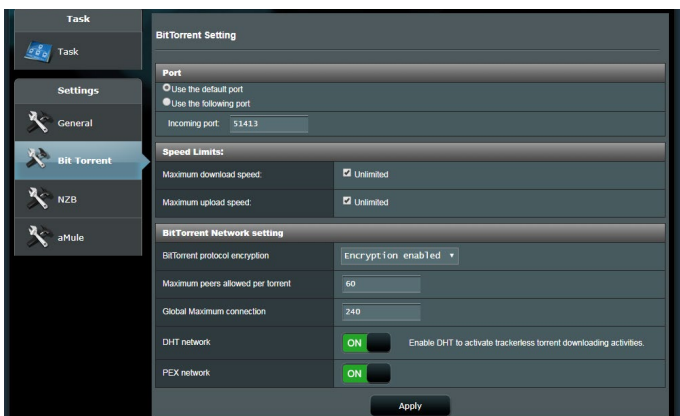 Task
Task
Settings
General
Bit Torrent
NZB
aMule
BitTorrent Setting
Port
Use the default port
Use the following port
Incoming port: 51413
Speed Limits:
Maximum download speed: Unlimited
Maximum upload speed: Unlimited
BitTorrent Network setting
BitTorrent protocol encryption Encryption enabled
Maximum peers allowed per torrent 60
Global Maximum connection 240
DHT network ON Enable DHT to activate trackerless torrent downloading activities.
PEX network ON
Apply